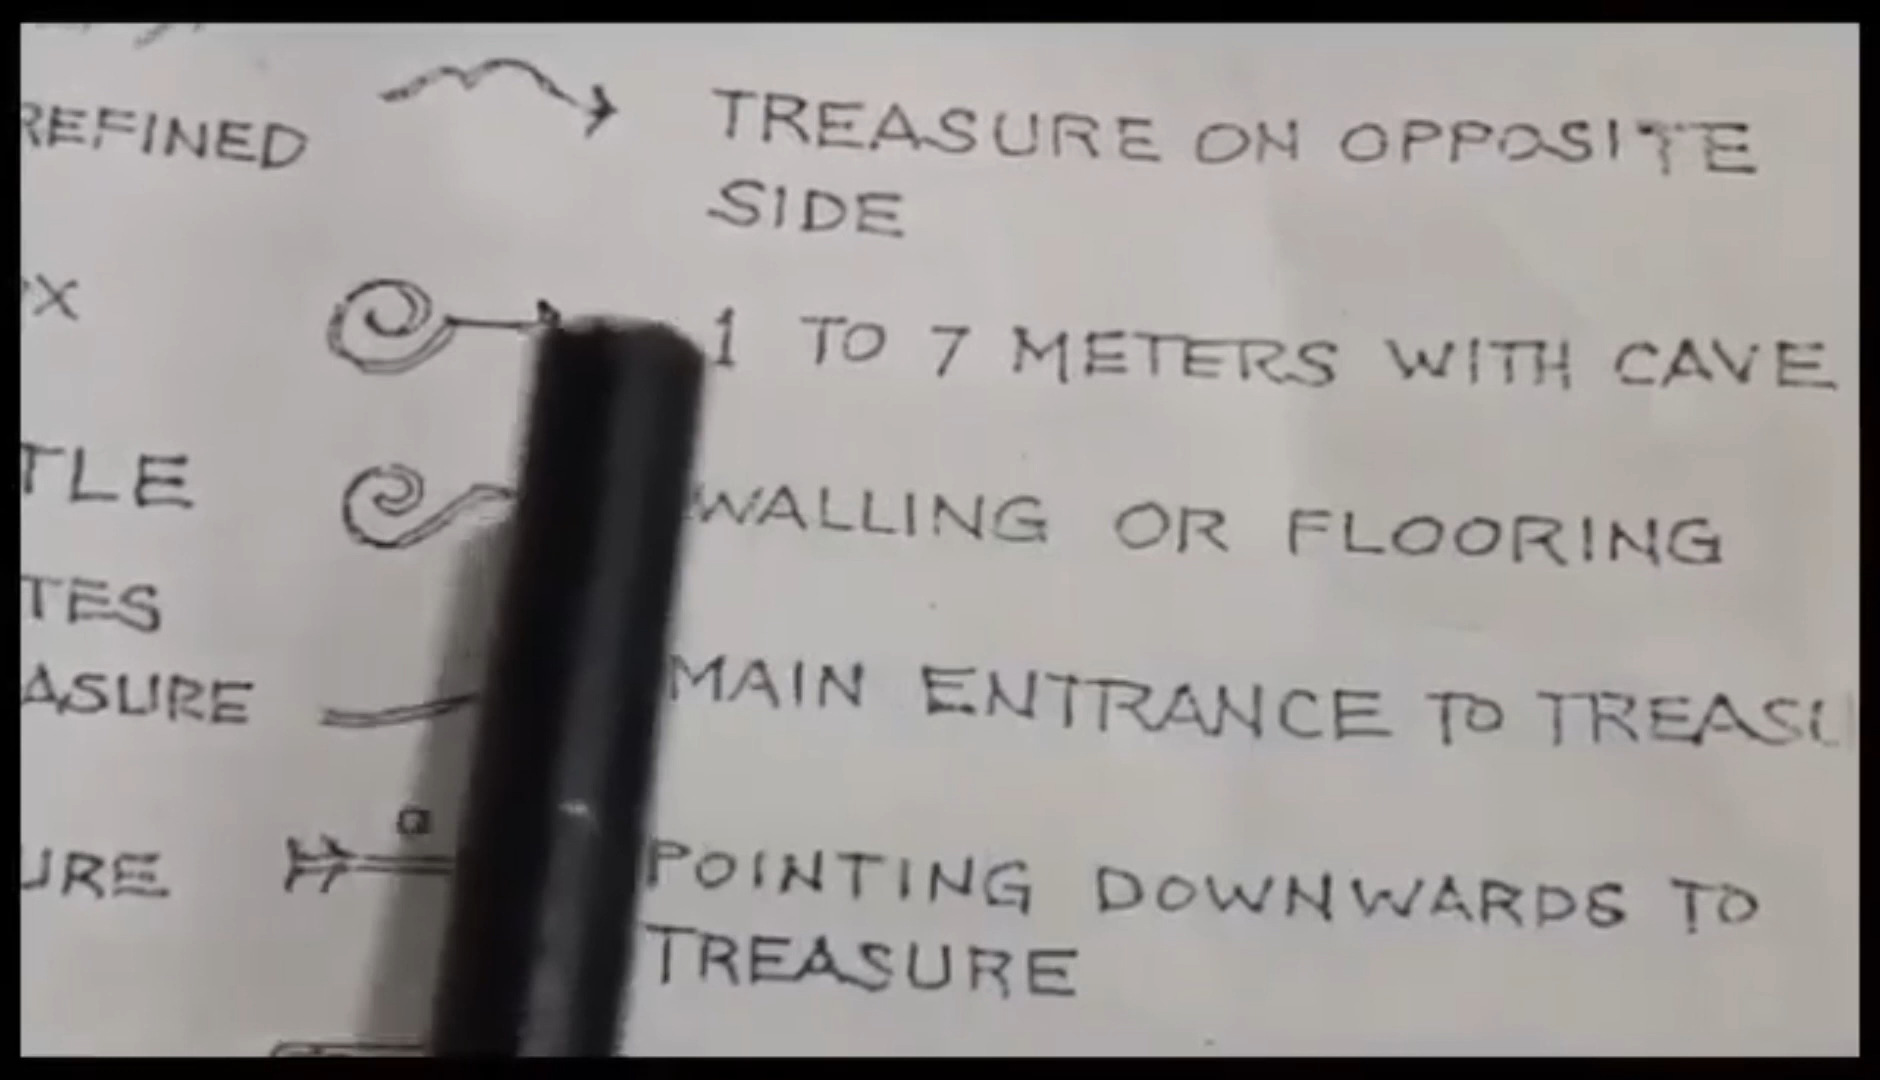 REFINED
TREASURE ON OPPOSITE
SIDE
X
1 TO 7 METERS WITH CAVE
TLE
WALLING OR FLOORING
TES
ASURE
MAIN ENTRANCE TO TREASU
URE
POINTING DOWNWARDS TO
TREASURE